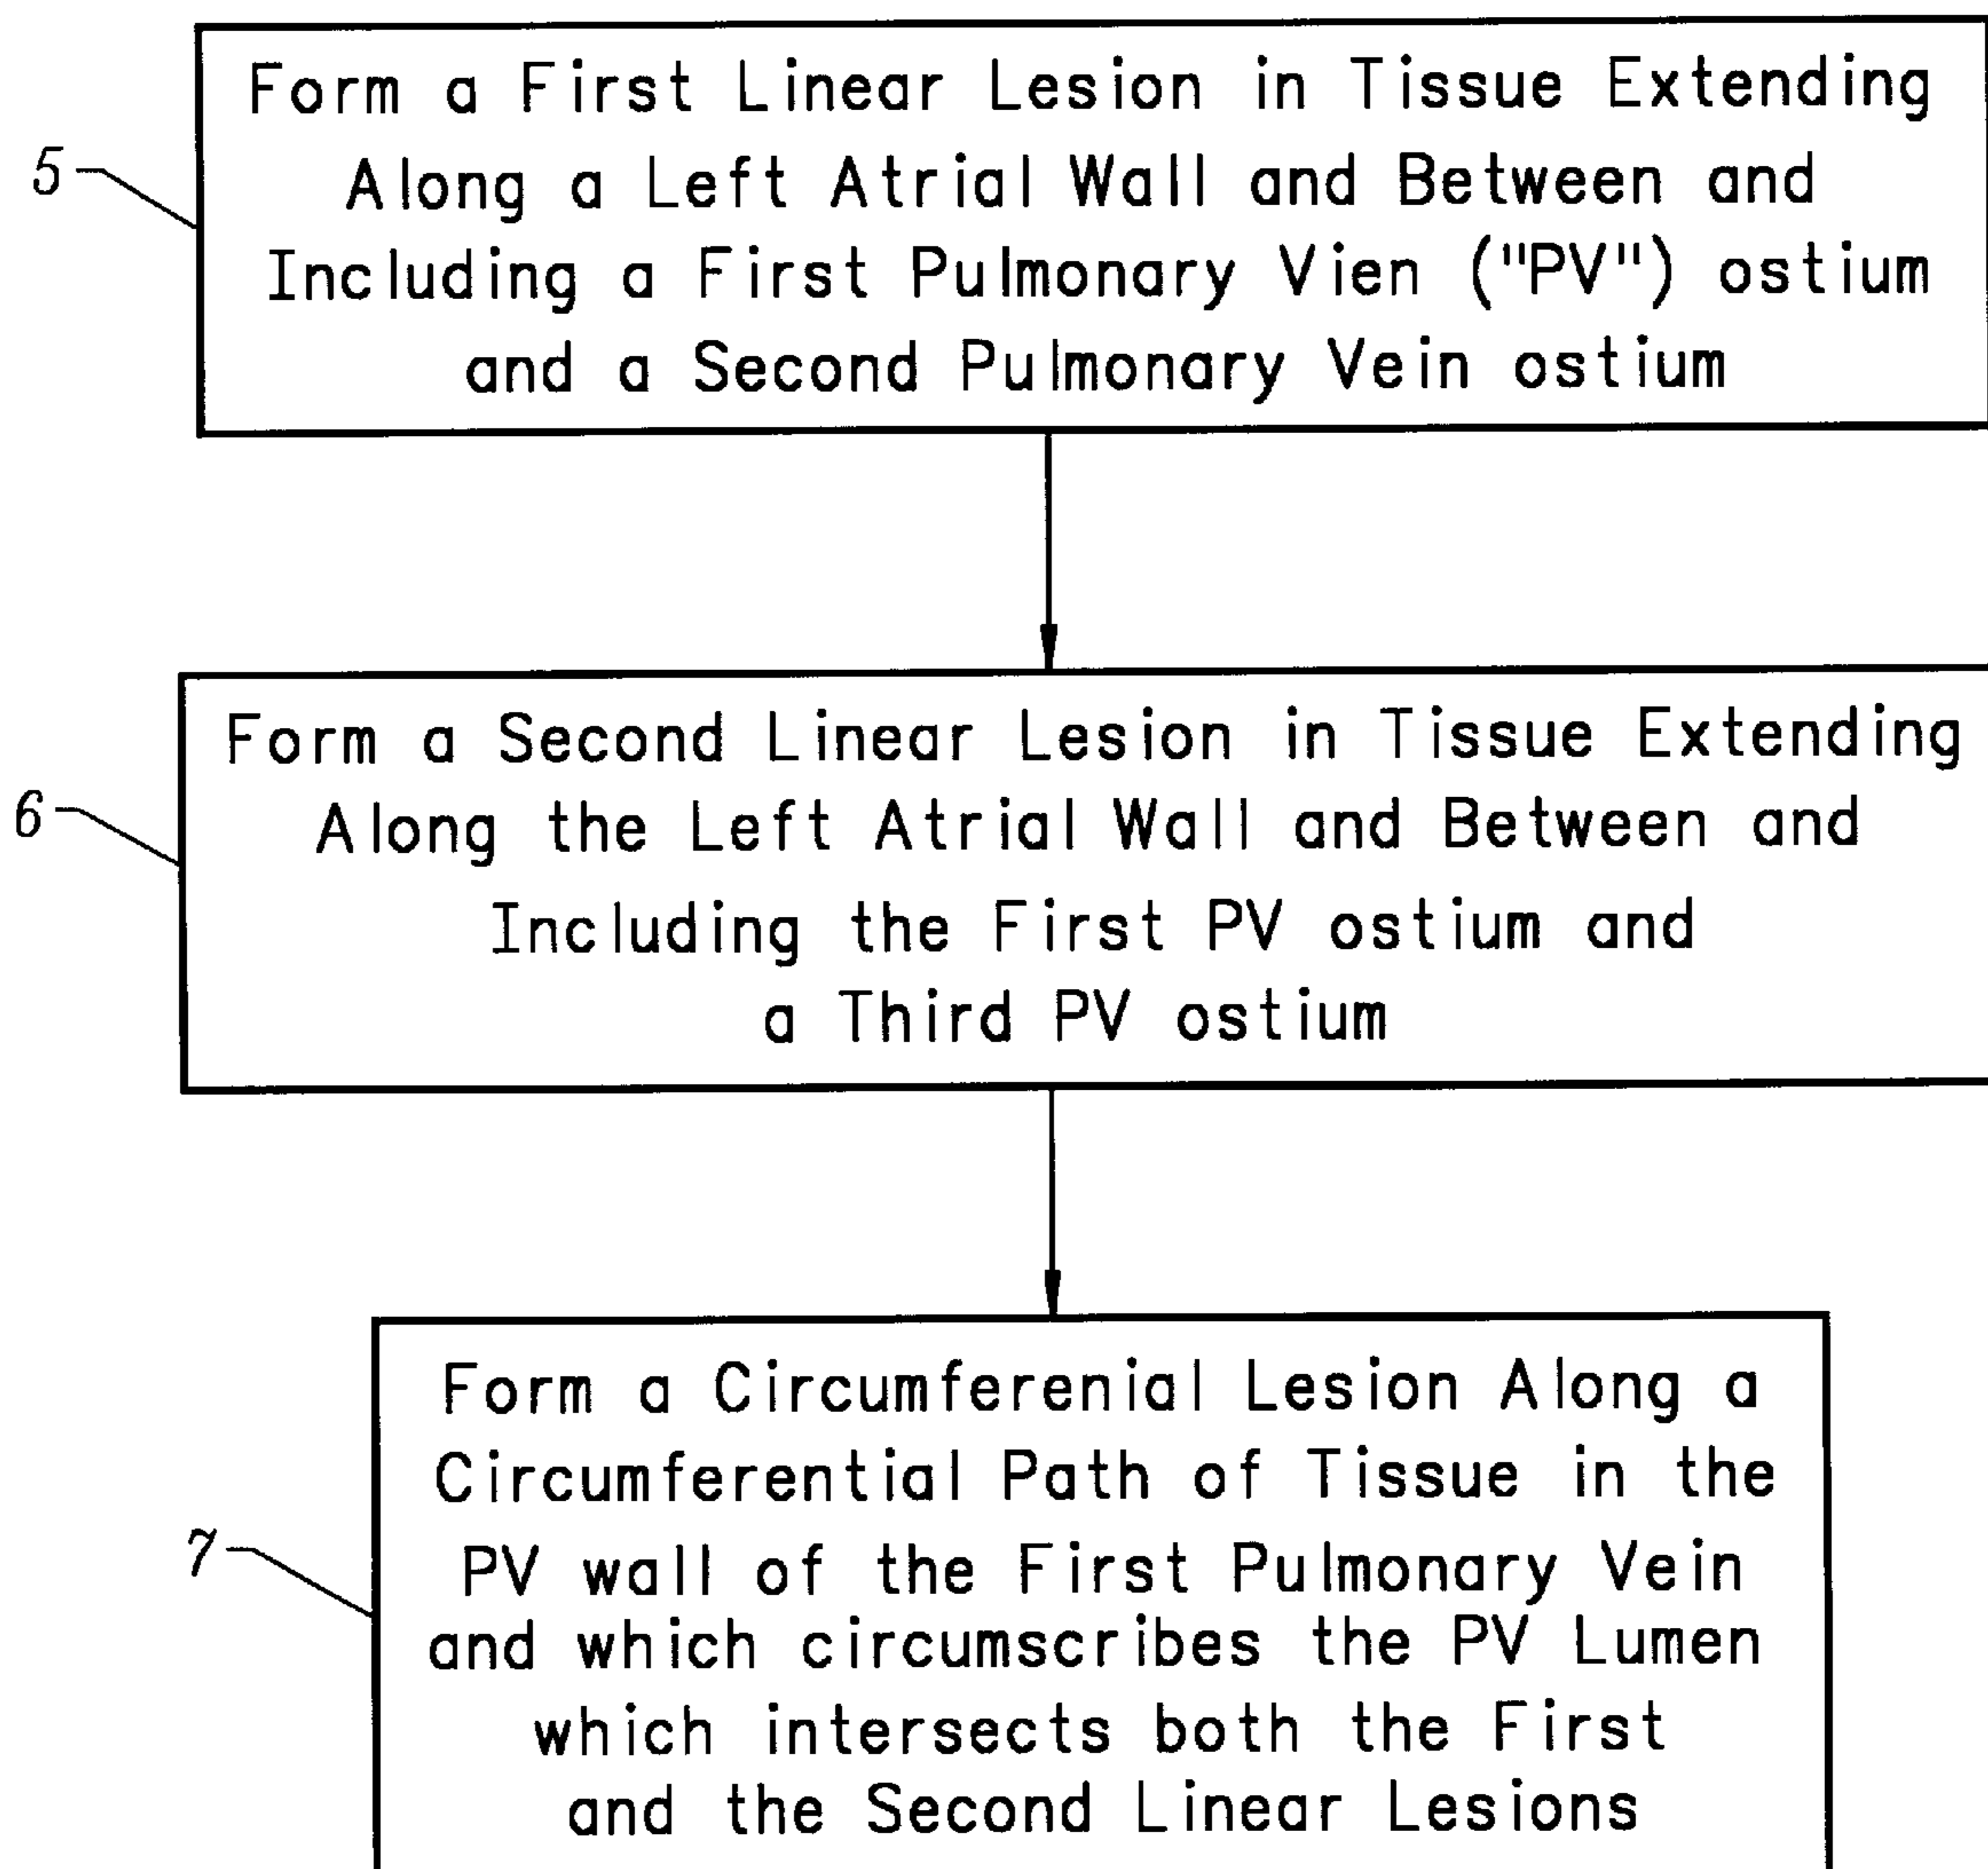 Form a First Linear Lesion in Tissue Extending
5
Along a Left Atrial Wall and Between and
Including a First Pulmonary Vien ("PV") ostium
and a Second Pulmonary Vein ostium
Form a Second Linear Lesion in Tissue Extending
6
Along the Left Atrial Wall and Between and
Including the First PV ostium and
a Third PV ostium
Form a Circumferenial Lesion Along a
Circumferential Path of Tissue in the
7
PV wall of the First Pulmonary Vein
and which circumscribes the PV Lumen
which intersects both the First
and the Second Linear Lesions